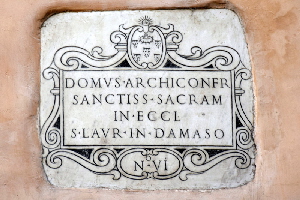 DOMVS·ARCHICONFR
SANCTISS·SACRAM
IN·ECCL
S·LAVR·IN·DAMASO
N·VI